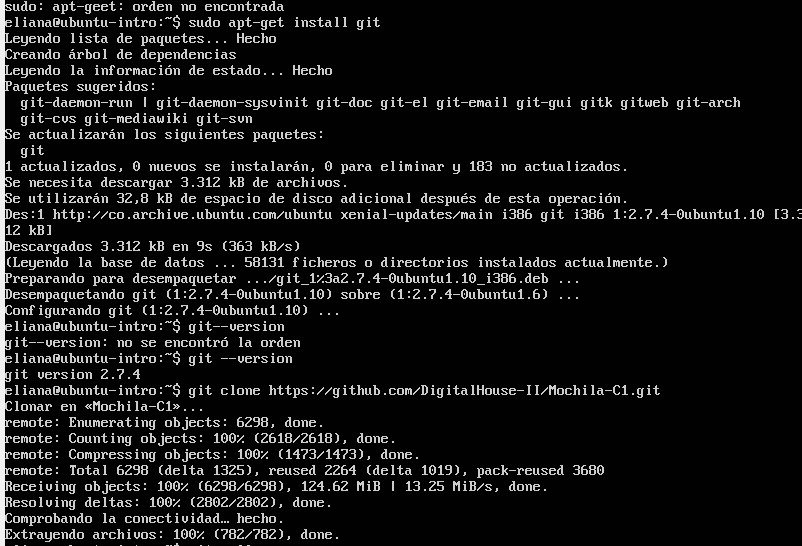 sudo: apt-geet: orden no encontrada
eliana@ubuntu-intro:~$ sudo apt-get install git
Leyendo lista de paquetes... Hecho
Creando árbol de dependencias
Leyendo la información de estado... Hecho
Paquetes sugeridos:
  git-daemon-run | git-daemon-sysvinit git-doc git-el git-email git-gui gitk gitweb git-arch
  git-cvs git-mediawiki git-svn
Se actualizarán los siguientes paquetes:
  git
1 actualizados, 0 nuevos se instalarán, 0 para eliminar y 183 no actualizados.
Se necesita descargar 3.312 kB de archivos.
Se utilizarán 32,8 kB de espacio de disco adicional después de esta operación.
Des:1 http://co.archive.ubuntu.com/ubuntu xenial-updates/main i386 git i386 1:2.7.4-0ubuntu1.10 [3.3
12 kB]
Descargados 3.312 kB en 9s (363 kB/s)
(Leyendo la base de datos ... 58131 ficheros o directorios instalados actualmente.)
Preparando para desempaquetar .../git_1%3a2.7.4-0ubuntu1.10_i386.deb ...
Desempaquetando git (1:2.7.4-0ubuntu1.10) sobre (1:2.7.4-0ubuntu1.6) ...
Configurando git (1:2.7.4-0ubuntu1.10) ...
eliana@ubuntu-intro:~$ git--version
git--version: no se encontró la orden
eliana@ubuntu-intro:~$ git --version
git version 2.7.4
eliana@ubuntu-intro:~$ git clone https://github.com/DigitalHouse-II/Mochila-C1.git
Clonar en «Mochila-C1»...
remote: Enumerating objects: 6298, done.
remote: Counting objects: 100% (2618/2618), done.
remote: Compressing objects: 100% (1473/1473), done.
remote: Total 6298 (delta 1325), reused 2264 (delta 1019), pack-reused 3680
Receiving objects: 100% (6298/6298), 124.62 MiB | 13.25 MiB/s, done.
Resolving deltas: 100% (2802/2802), done.
Comprobando la conectividad… hecho.
Extrayendo archivos: 100% (782/782), done.